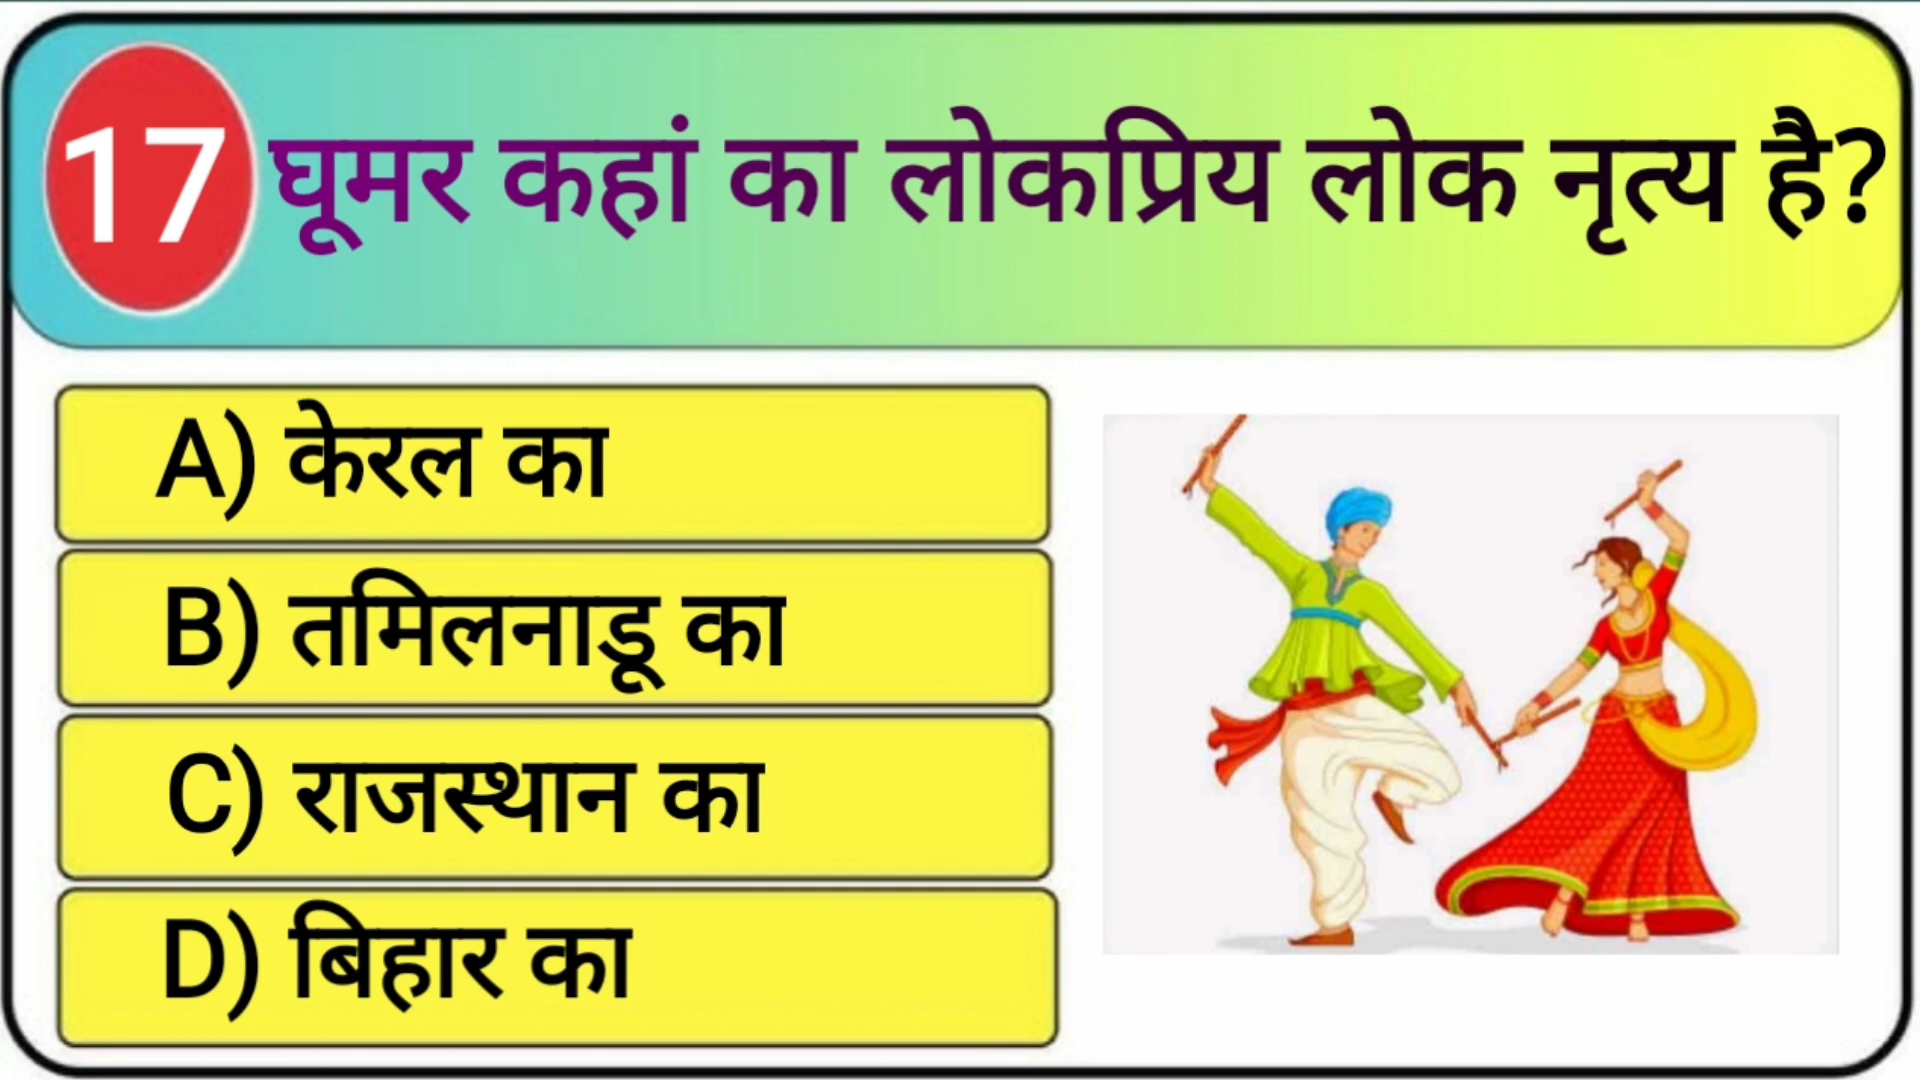 17 घूमर कहां का लोकप्रिय लोक नृत्य है?
A) केरल का
B) तमिलनाडू का
C) राजस्थान का
D) बिहार का